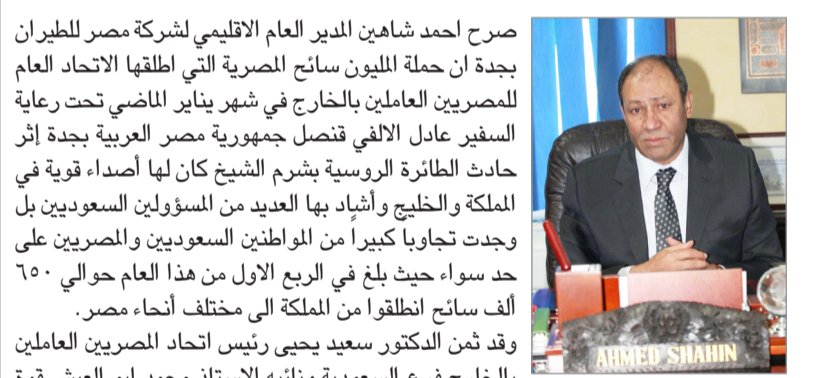 صرح احمد شاهين المدير العام الاقليمي لشركة مصر للطيران
بجدة ان حملة المليون سائح المصرية التي اطلقها الاتحاد العام
للمصريين العاملين بالخارج في شهر يناير الماضي تحت رعاية
السفير عادل الالفي قنصل جمهورية مصر العربية بجدة إثر
حادث الطائرة الروسية بشرم الشيخ كان لها أصداء قوية في
المملكة والخليج وأشاد بها العديد من المسؤولين السعوديين بل
وجدت تجاوبا كبيراً من المواطنين السعوديين والمصريين على
حد سواء حيث بلغ في الربع الاول من هذا العام حوالي ٦٥٠
ألف سائح انطلقوا من المملكة الى مختلف أنحاء مصر.
وقد ثمن الدكتور سعيد يحيى رئيس اتحاد المصريين العاملين
AHMED SHAHIN